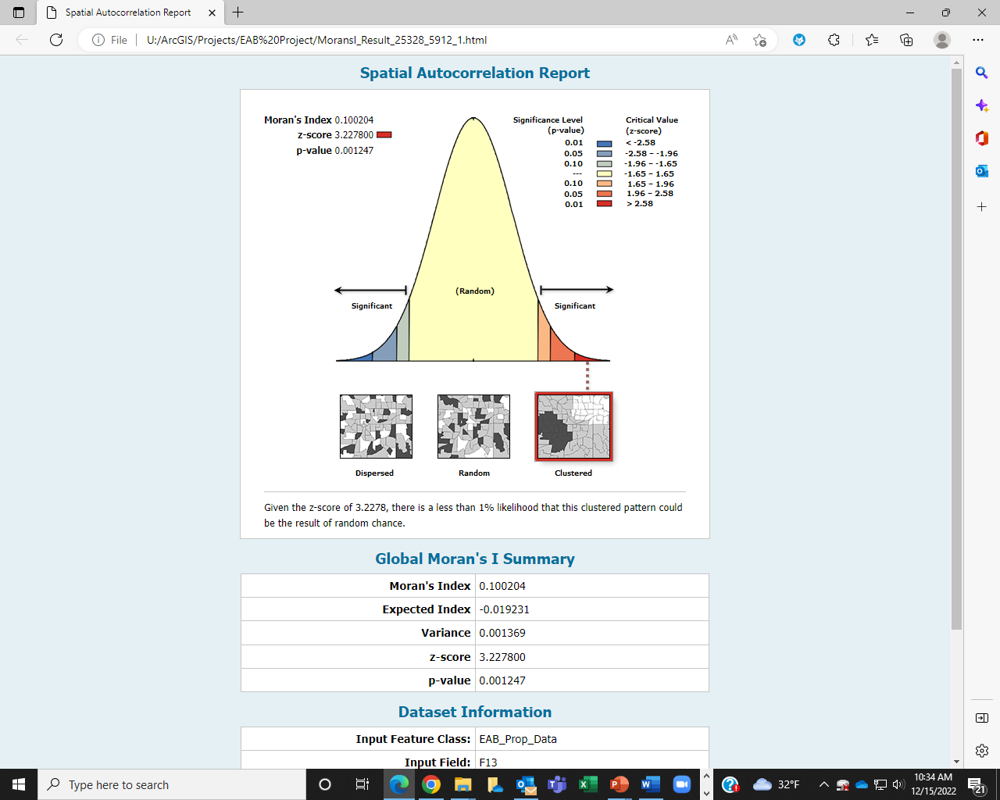 Spatial Autocorrelation Report
File
U:/ArcGIS/Projects/EAB%20Project/MoransI_Result_25328_5912_1.html
Spatial Autocorrelation Report
Moran's Index 0.100204
z-score 3.227800
p-value 0.001247
Significance Level (p-value)
Critical Value (z-score)
0.01 < -2.58
0.05 -2.58 – -1.96
0.10 -1.96 – -1.65
--- -1.65 – 1.65
0.10 1.65 – 1.96
0.05 1.96 – 2.58
0.01 > 2.58
(Random)
Significant
Significant
Dispersed
Random
Clustered
Given the z-score of 3.2278, there is a less than 1% likelihood that this clustered pattern could
be the result of random chance.
Global Moran's I Summary
Moran's Index 0.100204
Expected Index -0.019231
Variance 0.001369
z-score 3.227800
p-value 0.001247
Dataset Information
Input Feature Class: EAB_Prop_Data
Input Field: F13
Type here to search
32°F
10:34 AM
12/15/2022
21